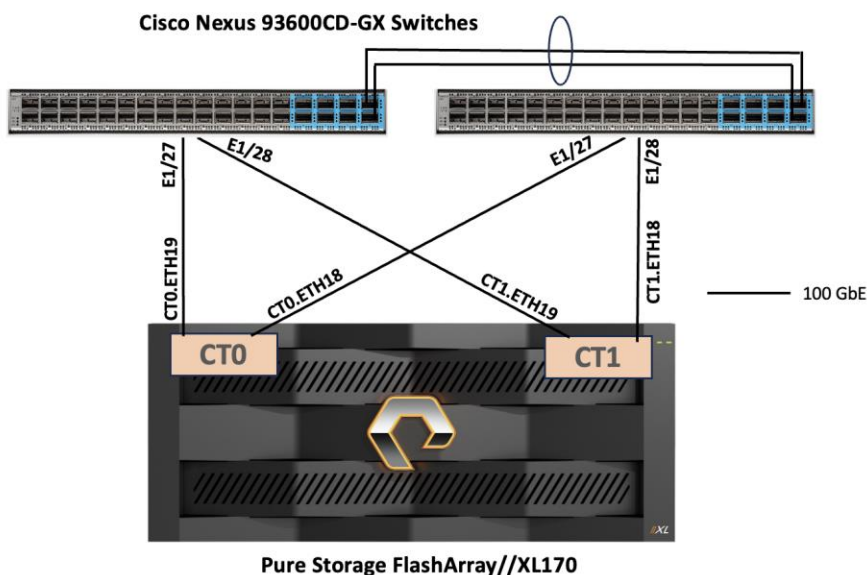 Cisco Nexus 93600CD-GX Switches
E1/27
E1/28
E1/27
E1/28
CT0.ETH19
CT0.ETH18
CT1.ETH19
CT1.ETH18
100 GbE
CT0
CT1
//XL
Pure Storage FlashArray//XL170